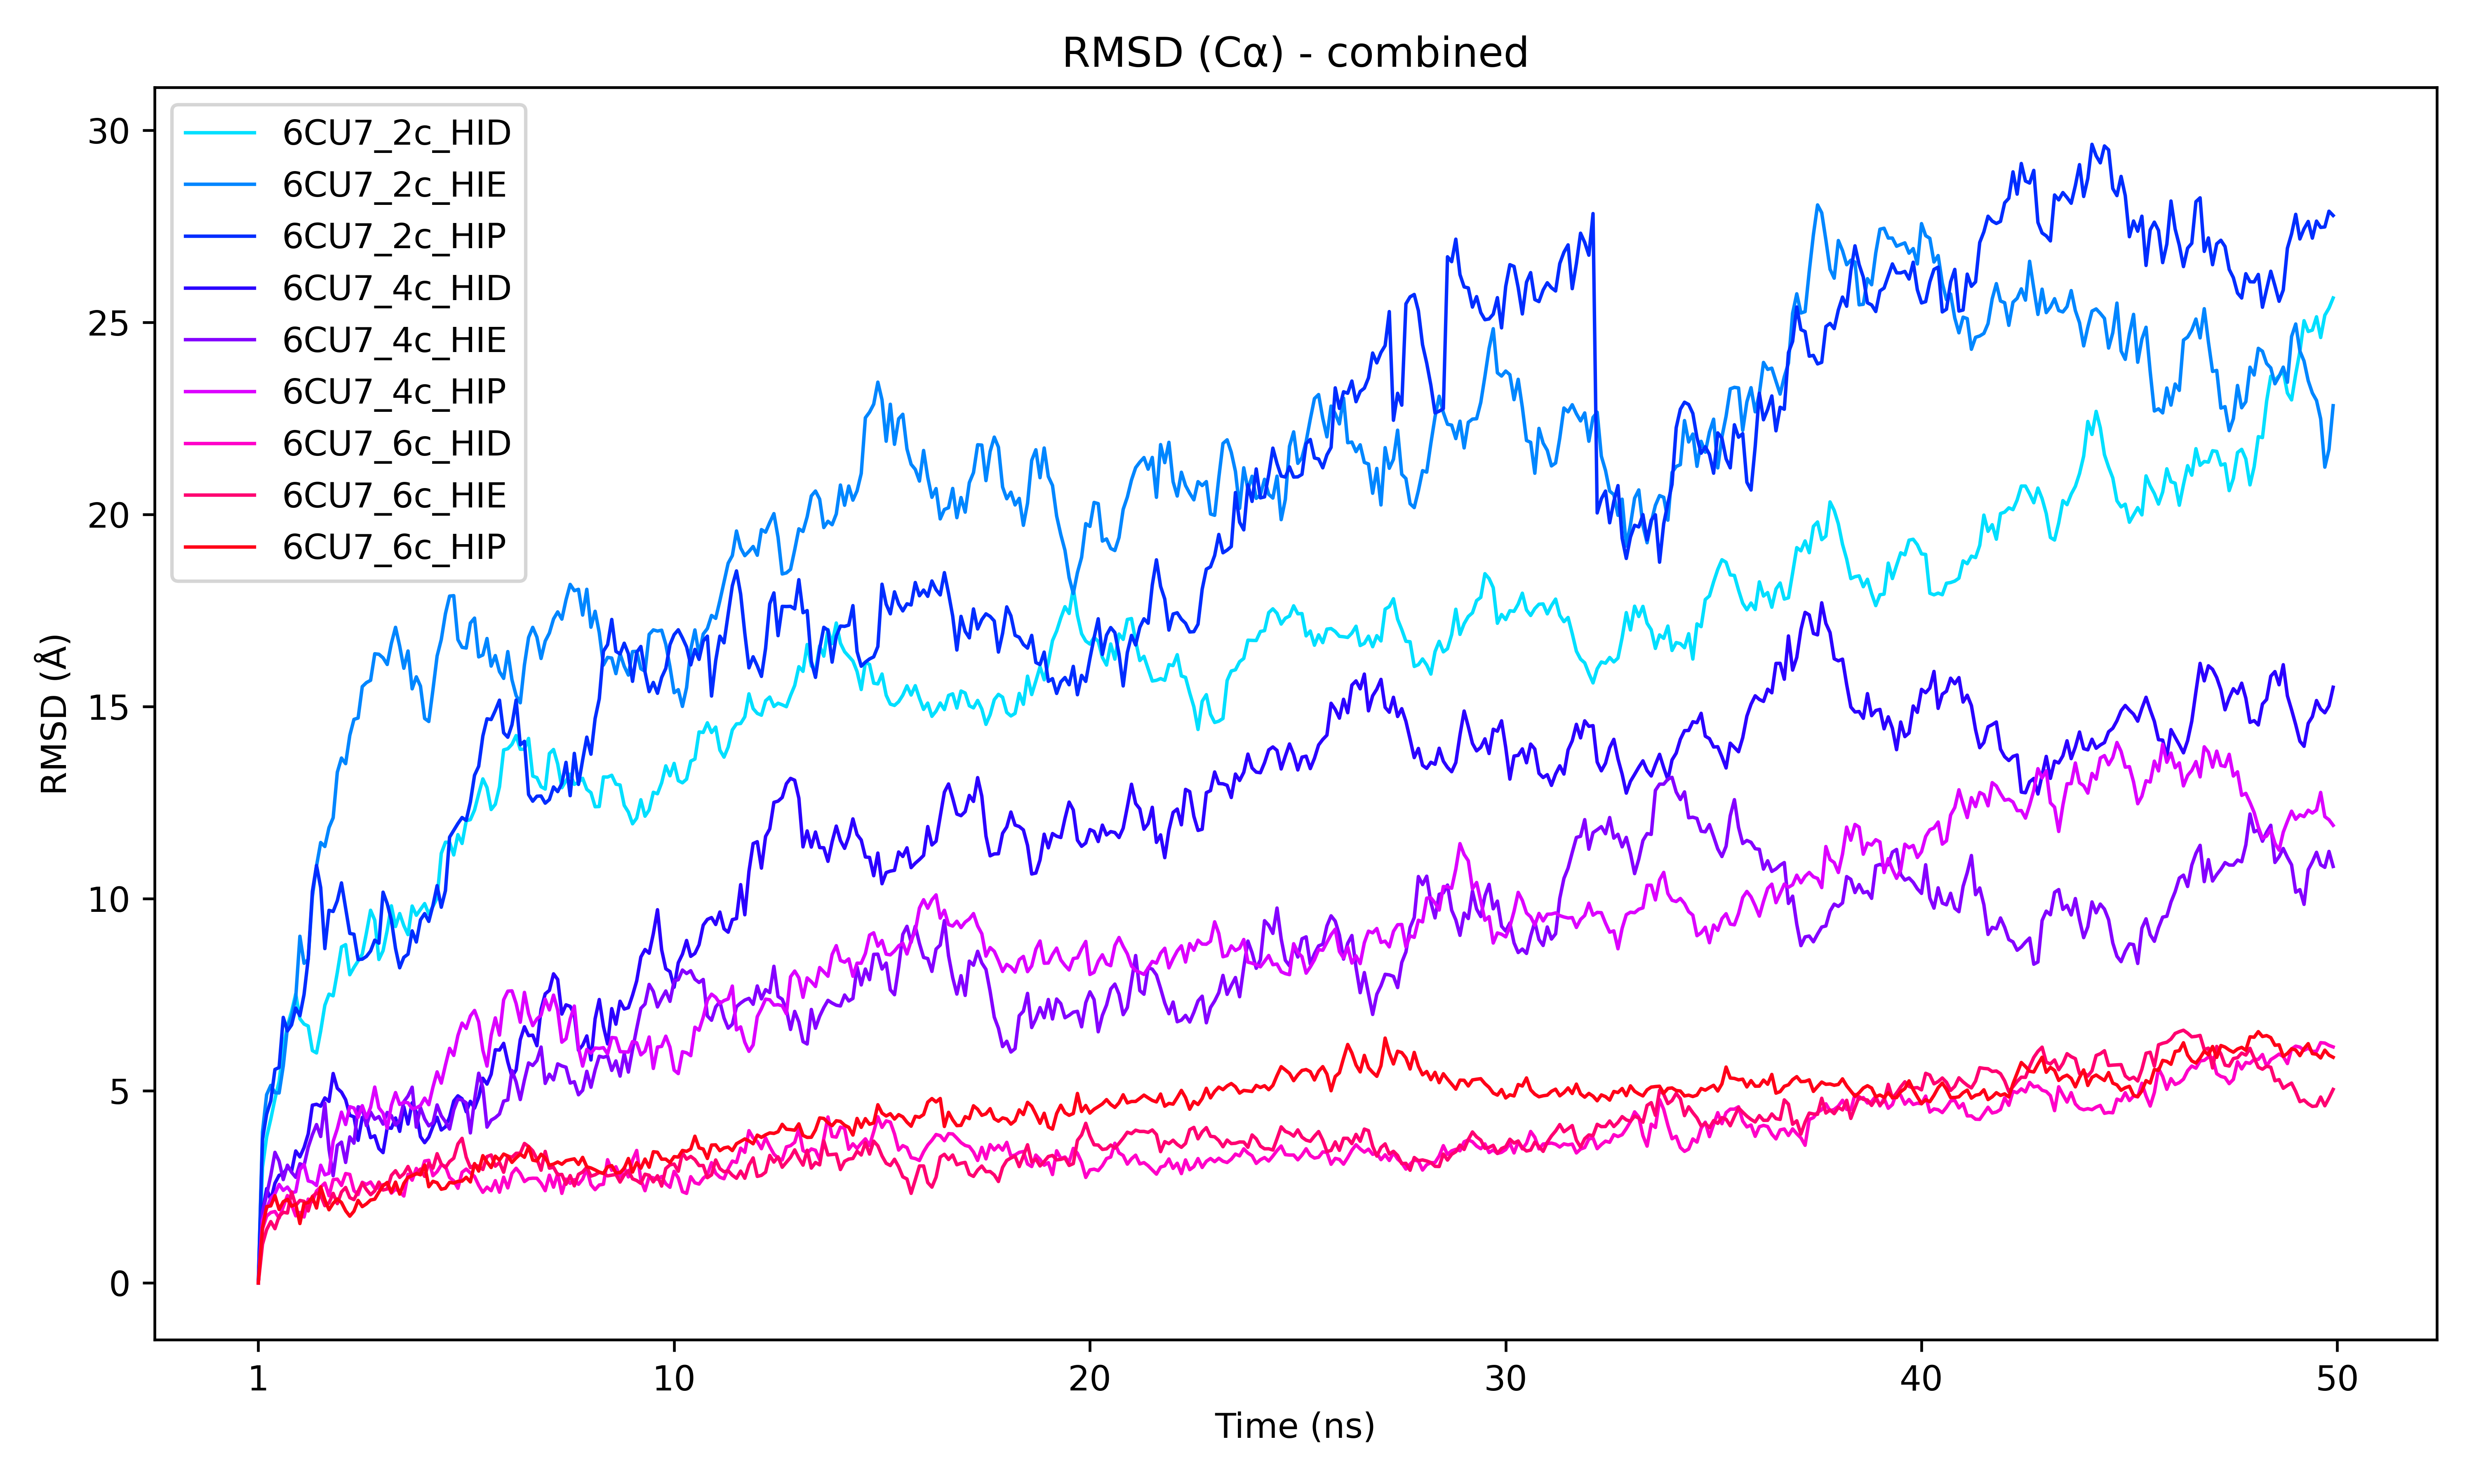 RMSD (Cα) - combined
30
25
20
15
10
5
0
RMSD (Å)
6CU7_2c_HID
6CU7_2c_HIE
6CU7_2c_HIP
6CU7_4c_HID
6CU7_4c_HIE
6CU7_4c_HIP
6CU7_6c_HID
6CU7_6c_HIE
6CU7_6c_HIP
1 10 20 30 40 50
Time (ns)